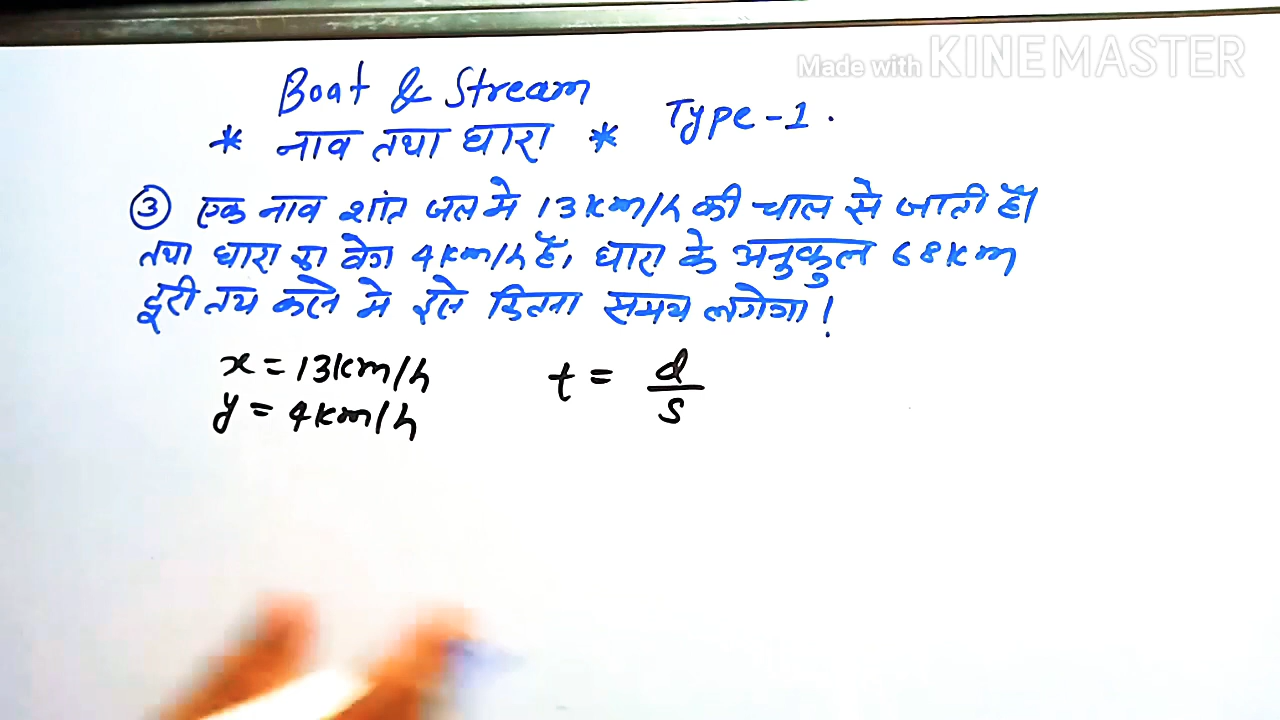 Made with KINEMASTER
Boat & Stream
Type-1.
* नाव तथा धारा *
③ एक नाव शांत जल मे 13km/h की चाल से जाती है।
तथा धारा का वेग 4km/h है, धारा के अनुकुल 68km
दूरी तय करने मे इसे कितना समय लगेगा!
x = 13km/h
t = d/s
y = 4km/h